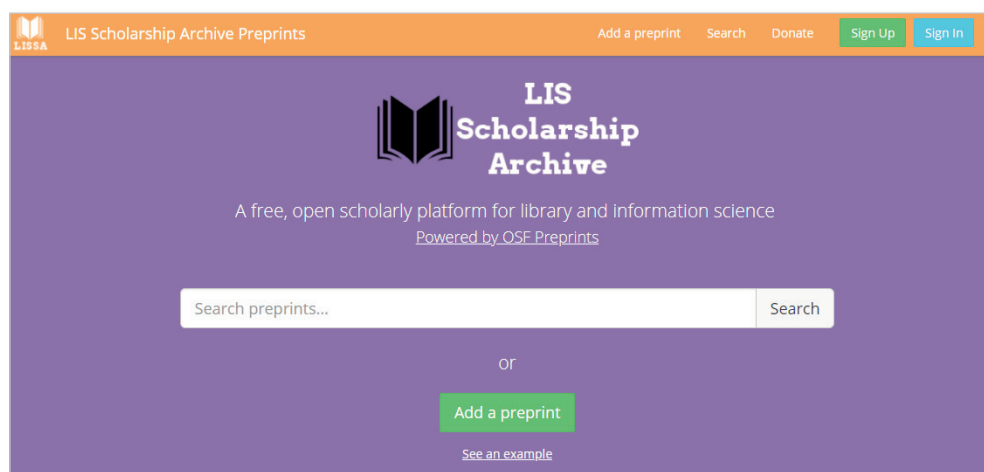 LISSA
LIS Scholarship Archive Preprints
Add a preprint
Search
Donate
Sign Up
Sign In
LIS
Scholarship
Archive
A free, open scholarly platform for library and information science
Powered by OSF Preprints
Search preprints...
Search
or
Add a preprint
See an example